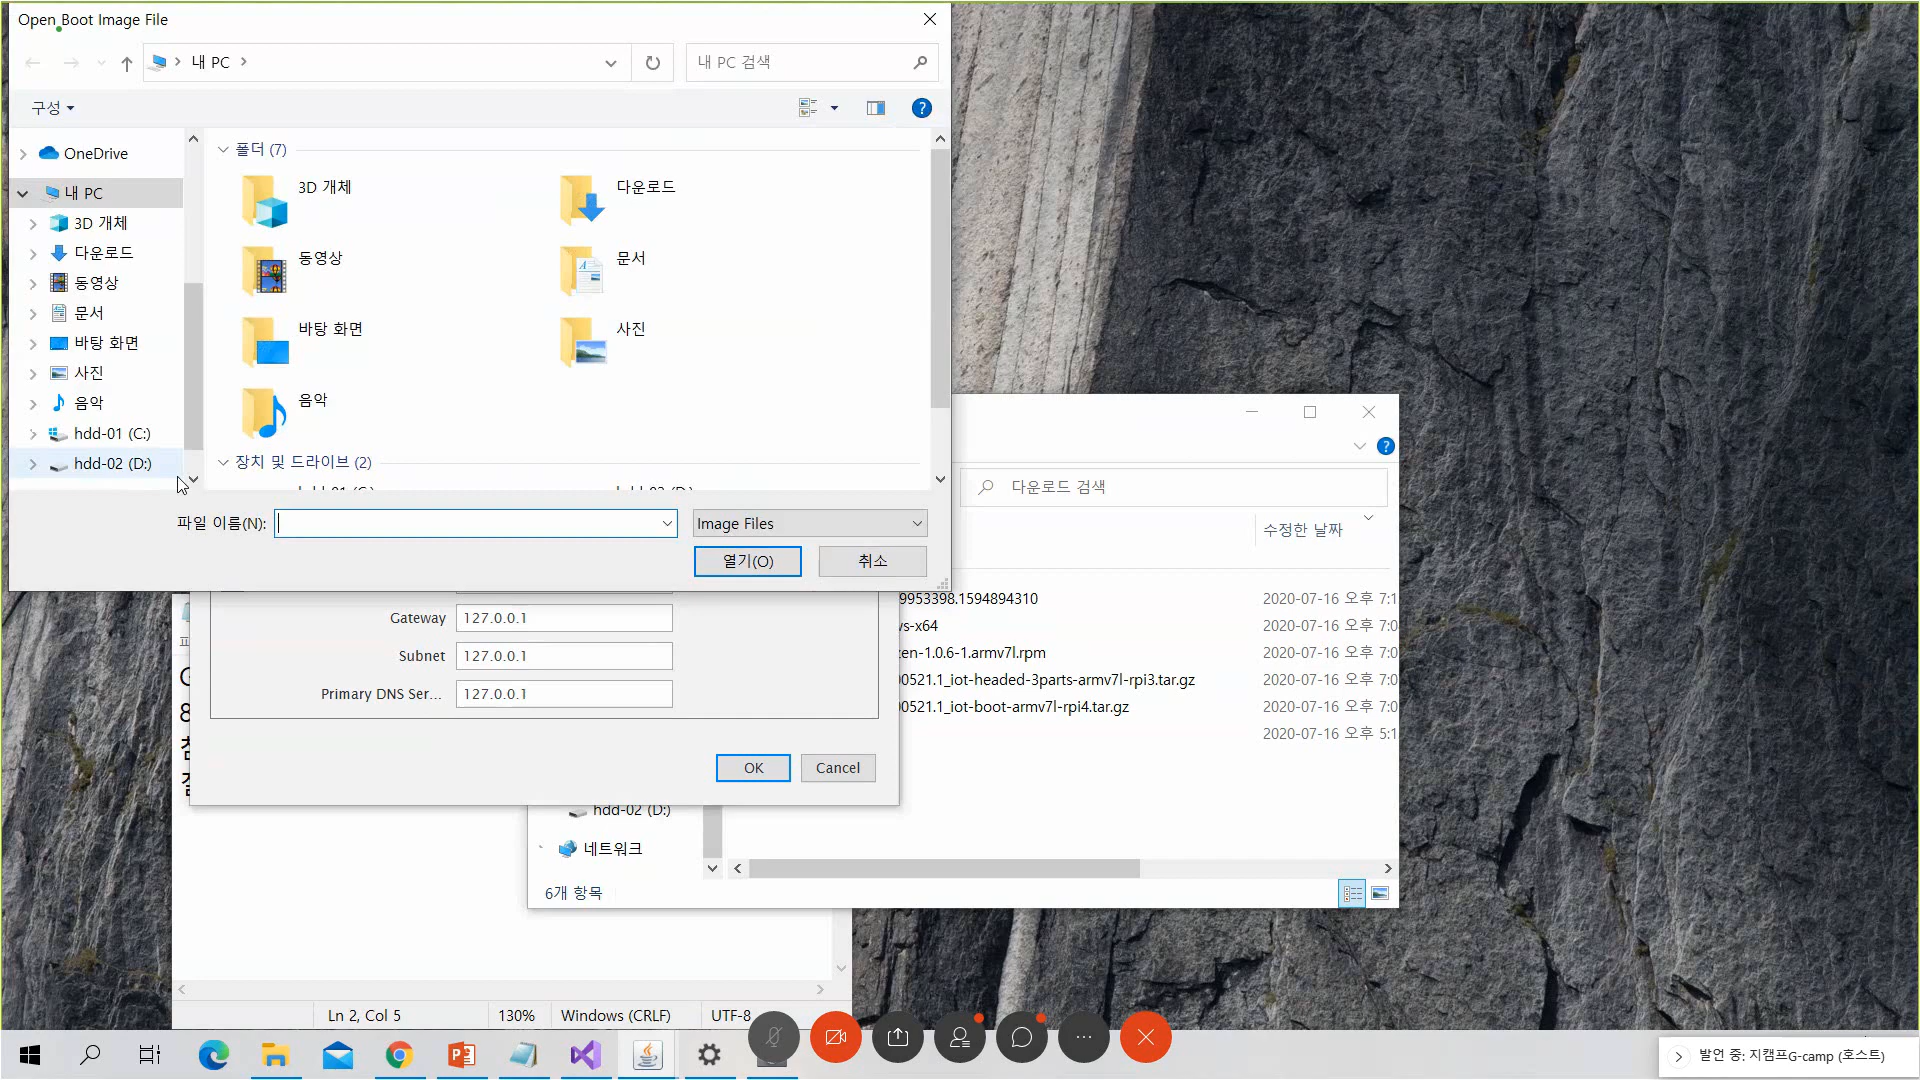 Open Boot Image File
내 PC
내 PC 검색
구성
OneDrive
내 PC
3D 개체
다운로드
동영상
문서
바탕 화면
사진
음악
hdd-01 (C:)
hdd-02 (D:)
폴더 (7)
3D 개체
다운로드
동영상
문서
바탕 화면
사진
음악
장치 및 드라이브 (2)
파일 이름(N):
Image Files
열기(O)
취소
Gateway
127.0.0.1
Subnet
127.0.0.1
Primary DNS Ser...
127.0.0.1
OK
Cancel
다운로드 검색
수정한 날짜
9953398.1594894310
2020-07-16 오후 7:1
vs-x64
2020-07-16 오후 7:0
zen-1.0.6-1.armv7l.rpm
2020-07-16 오후 7:0
00521.1_iot-headed-3parts-armv7l-rpi3.tar.gz
2020-07-16 오후 7:0
00521.1_iot-boot-armv7l-rpi4.tar.gz
2020-07-16 오후 7:0
2020-07-16 오후 5:1
hdd-02 (D:)
네트워크
6개 항목
Ln 2, Col 5
130%
Windows (CRLF)
UTF-8
발언 중: 지캠프G-camp (호스트)